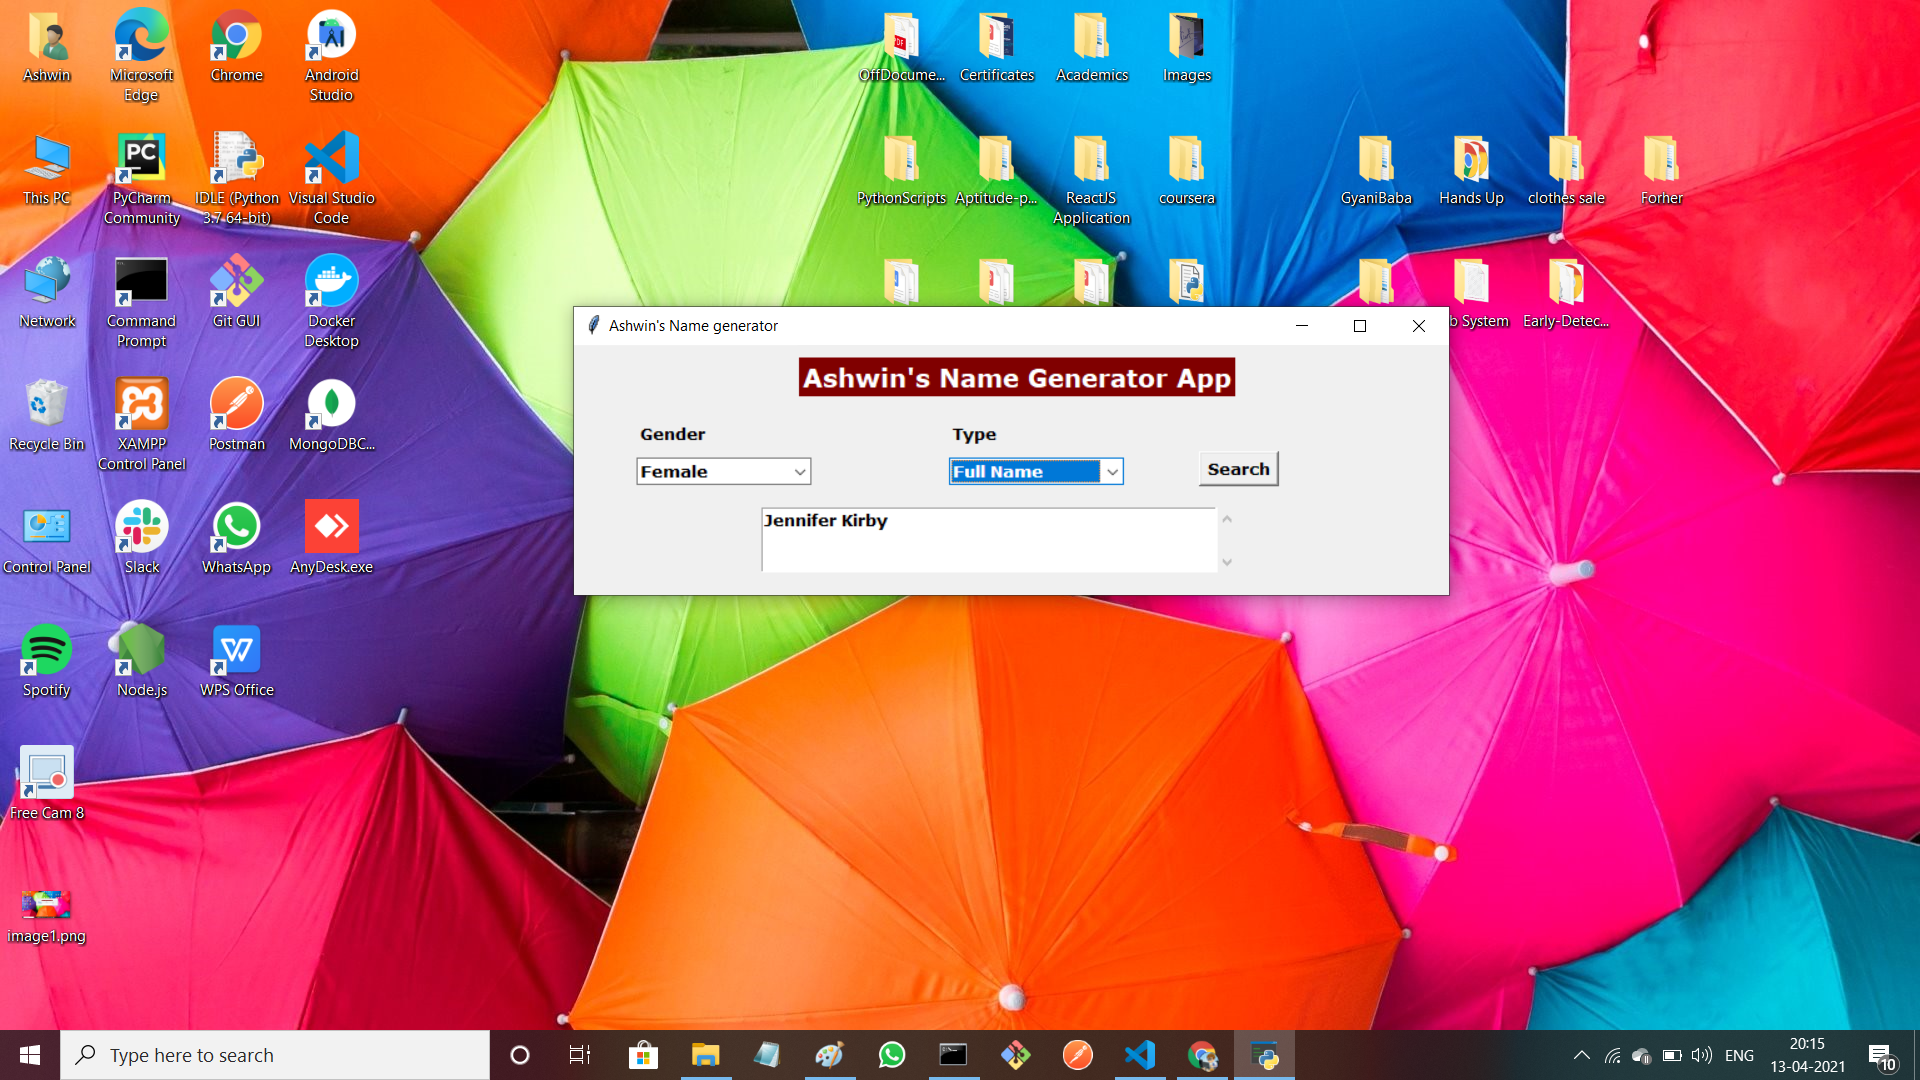 Ashwin
Microsoft
Edge
Chrome
Android
Studio
OffDocume...
Certificates
Academics
Images
This PC
PyCharm
Community
IDLE (Python
3.7 64-bit)
Visual Studio
Code
PythonScripts
Aptitude-p...
ReactJS
Application
coursera
GyaniBaba
Hands Up
clothes sale
Forher
Network
Command
Prompt
Git GUI
Docker
Desktop
b System
Early-Detec...
Ashwin's Name generator
Ashwin's Name Generator App
Gender
Type
Female
Full Name
Search
Jennifer Kirby
Recycle Bin
XAMPP
Control Panel
Postman
MongoDBC...
Control Panel
Slack
WhatsApp
AnyDesk.exe
Spotify
Node.js
WPS Office
Free Cam 8
image1.png
Type here to search
ENG
20:15
13-04-2021
10